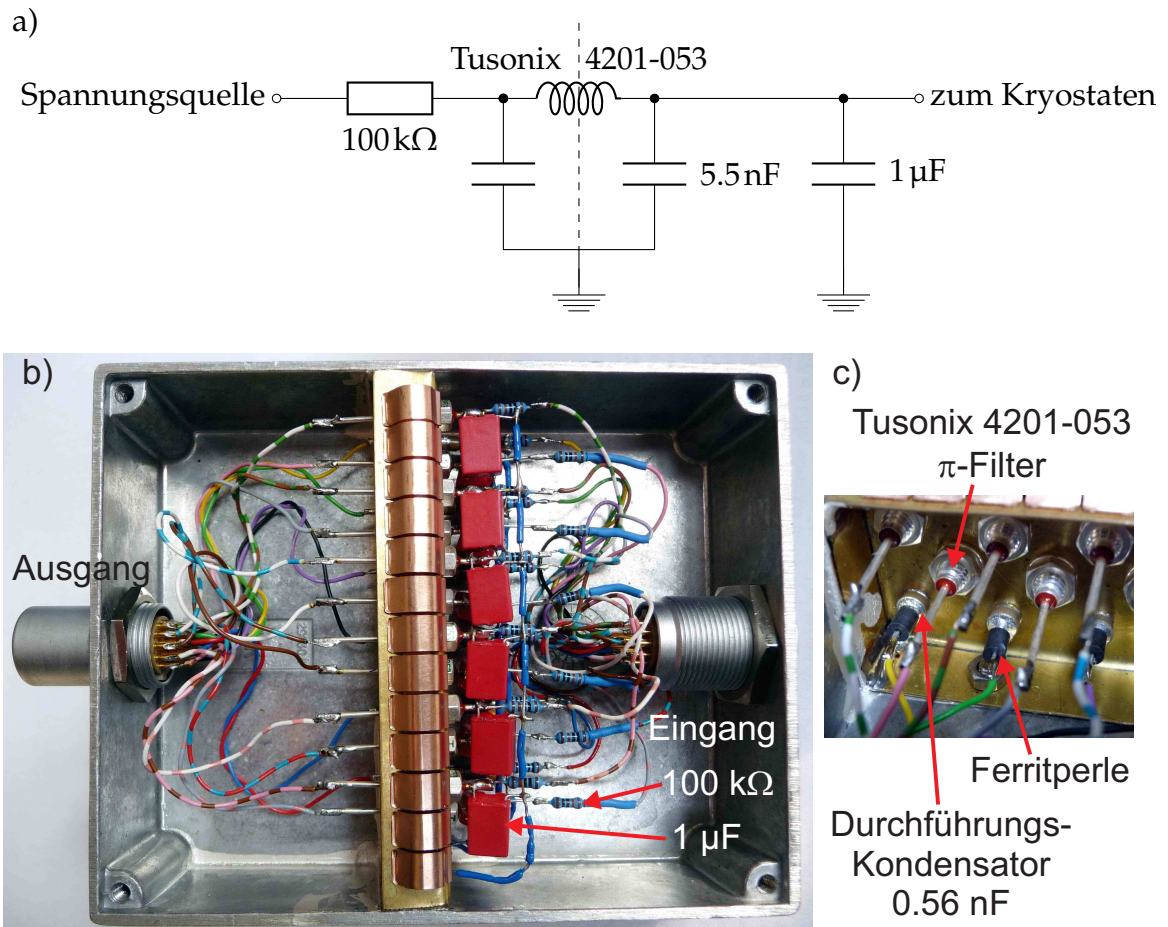 a)
Tusonix 4201-053
Spannungsquelle
zum Kryostaten
100 kΩ
5.5 nF
1 µF
b)
Ausgang
Eingang
100 kΩ
1 µF
c)
Tusonix 4201-053
π-Filter
Ferritperle
Durchführungs-
Kondensator
0.56 nF